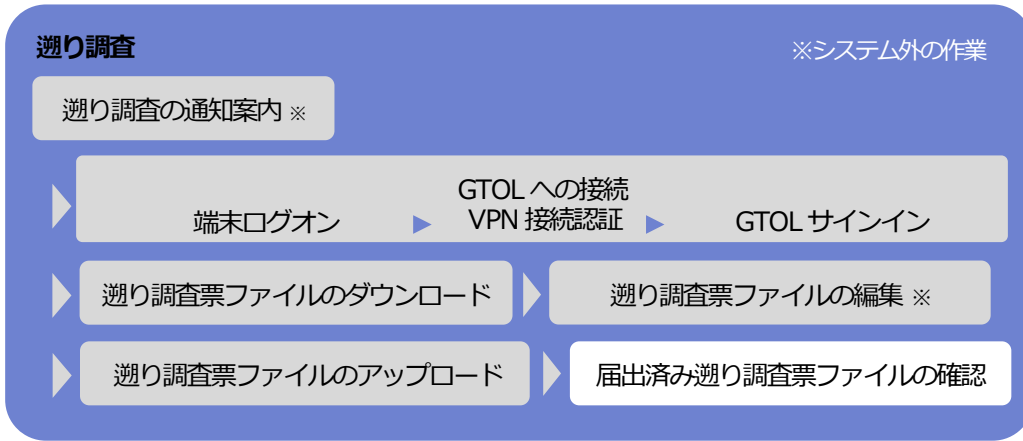 遡り調査
※システム外の作業
遡り調査の通知案内 ※
端末ログオン
GTOL への接続
VPN 接続認証
GTOL サインイン
遡り調査票ファイルのダウンロード
遡り調査票ファイルの編集 ※
遡り調査票ファイルのアップロード
届出済み遡り調査票ファイルの確認